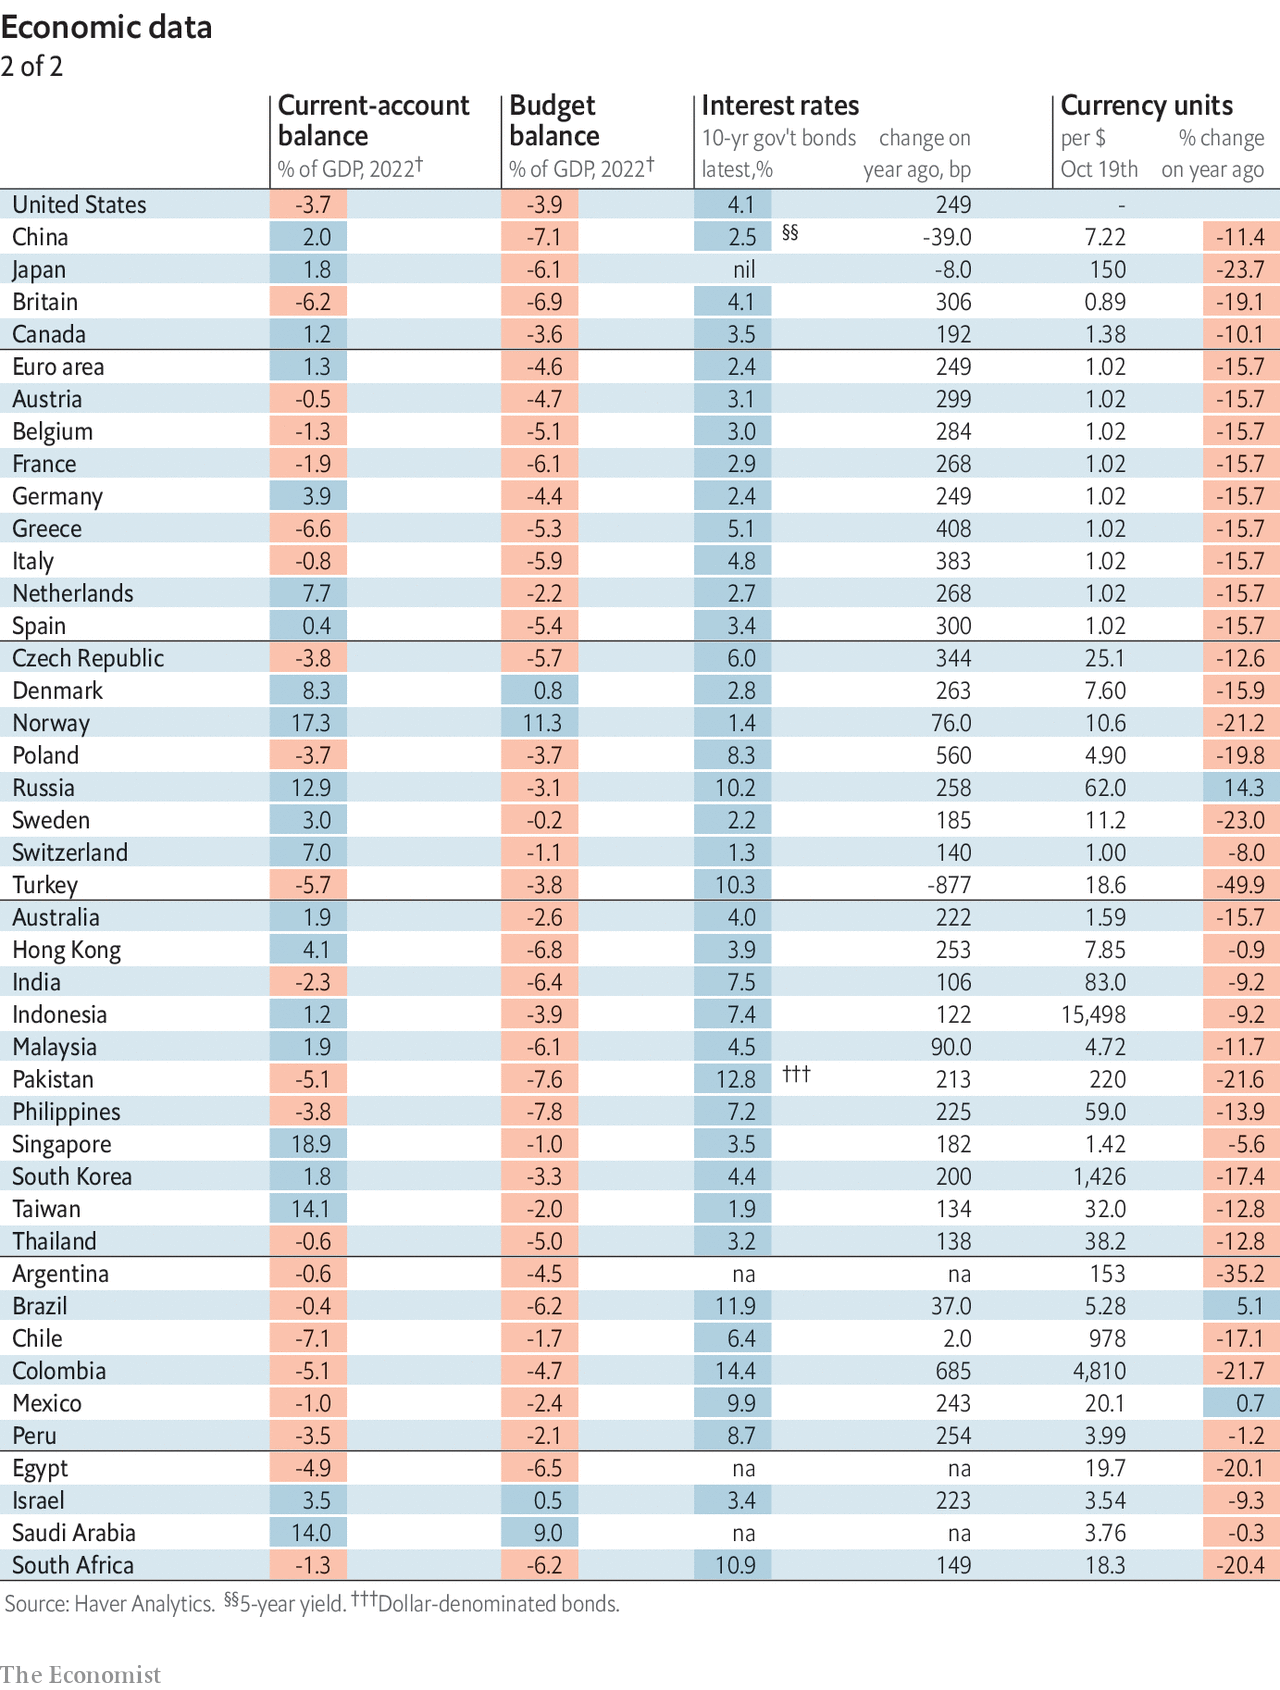 Economic data
2 of 2
Current-account balance % of GDP, 2022† Budget balance % of GDP, 2022† Interest rates 10-yr gov't bonds latest,% change on year ago, bp Currency units per $ Oct 19th % change on year ago
United States -3.7 -3.9 4.1 249 -
China 2.0 -7.1 2.5 §§ -39.0 7.22 -11.4
Japan 1.8 -6.1 nil -8.0 150 -23.7
Britain -6.2 -6.9 4.1 306 0.89 -19.1
Canada 1.2 -3.6 3.5 192 1.38 -10.1
Euro area 1.3 -4.6 2.4 249 1.02 -15.7
Austria -0.5 -4.7 3.1 299 1.02 -15.7
Belgium -1.3 -5.1 3.0 284 1.02 -15.7
France -1.9 -6.1 2.9 268 1.02 -15.7
Germany 3.9 -4.4 2.4 249 1.02 -15.7
Greece -6.6 -5.3 5.1 408 1.02 -15.7
Italy -0.8 -5.9 4.8 383 1.02 -15.7
Netherlands 7.7 -2.2 2.7 268 1.02 -15.7
Spain 0.4 -5.4 3.4 300 1.02 -15.7
Czech Republic -3.8 -5.7 6.0 344 25.1 -12.6
Denmark 8.3 0.8 2.8 263 7.60 -15.9
Norway 17.3 11.3 1.4 76.0 10.6 -21.2
Poland -3.7 -3.7 8.3 560 4.90 -19.8
Russia 12.9 -3.1 10.2 258 62.0 14.3
Sweden 3.0 -0.2 2.2 185 11.2 -23.0
Switzerland 7.0 -1.1 1.3 140 1.00 -8.0
Turkey -5.7 -3.8 10.3 -877 18.6 -49.9
Australia 1.9 -2.6 4.0 222 1.59 -15.7
Hong Kong 4.1 -6.8 3.9 253 7.85 -0.9
India -2.3 -6.4 7.5 106 83.0 -9.2
Indonesia 1.2 -3.9 7.4 122 15,498 -9.2
Malaysia 1.9 -6.1 4.5 90.0 4.72 -11.7
Pakistan -5.1 -7.6 12.8 ††† 213 220 -21.6
Philippines -3.8 -7.8 7.2 225 59.0 -13.9
Singapore 18.9 -1.0 3.5 182 1.42 -5.6
South Korea 1.8 -3.3 4.4 200 1,426 -17.4
Taiwan 14.1 -2.0 1.9 134 32.0 -12.8
Thailand -0.6 -5.0 3.2 138 38.2 -12.8
Argentina -0.6 -4.5 na na 153 -35.2
Brazil -0.4 -6.2 11.9 37.0 5.28 5.1
Chile -7.1 -1.7 6.4 2.0 978 -17.1
Colombia -5.1 -4.7 14.4 685 4,810 -21.7
Mexico -1.0 -2.4 9.9 243 20.1 0.7
Peru -3.5 -2.1 8.7 254 3.99 -1.2
Egypt -4.9 -6.5 na na 19.7 -20.1
Israel 3.5 0.5 3.4 223 3.54 -9.3
Saudi Arabia 14.0 9.0 na na 3.76 -0.3
South Africa -1.3 -6.2 10.9 149 18.3 -20.4
Source: Haver Analytics. §§5-year yield. †††Dollar-denominated bonds.
The Economist